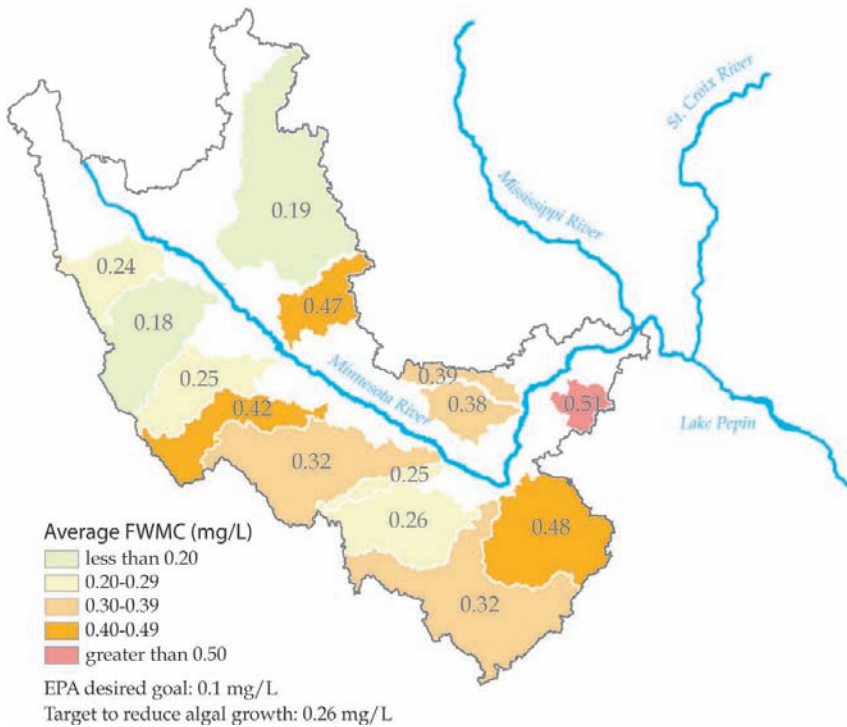 St. Croix River
Mississippi River
0.19
0.24
0.47
0.18
Minnesota River
0.39
0.25
0.38
0.51
0.42
Lake Pepin
0.32
0.25
0.26
0.48
0.32
Average FWMC (mg/L)
less than 0.20
0.20-0.29
0.30-0.39
0.40-0.49
greater than 0.50
EPA desired goal: 0.1 mg/L
Target to reduce algal growth: 0.26 mg/L